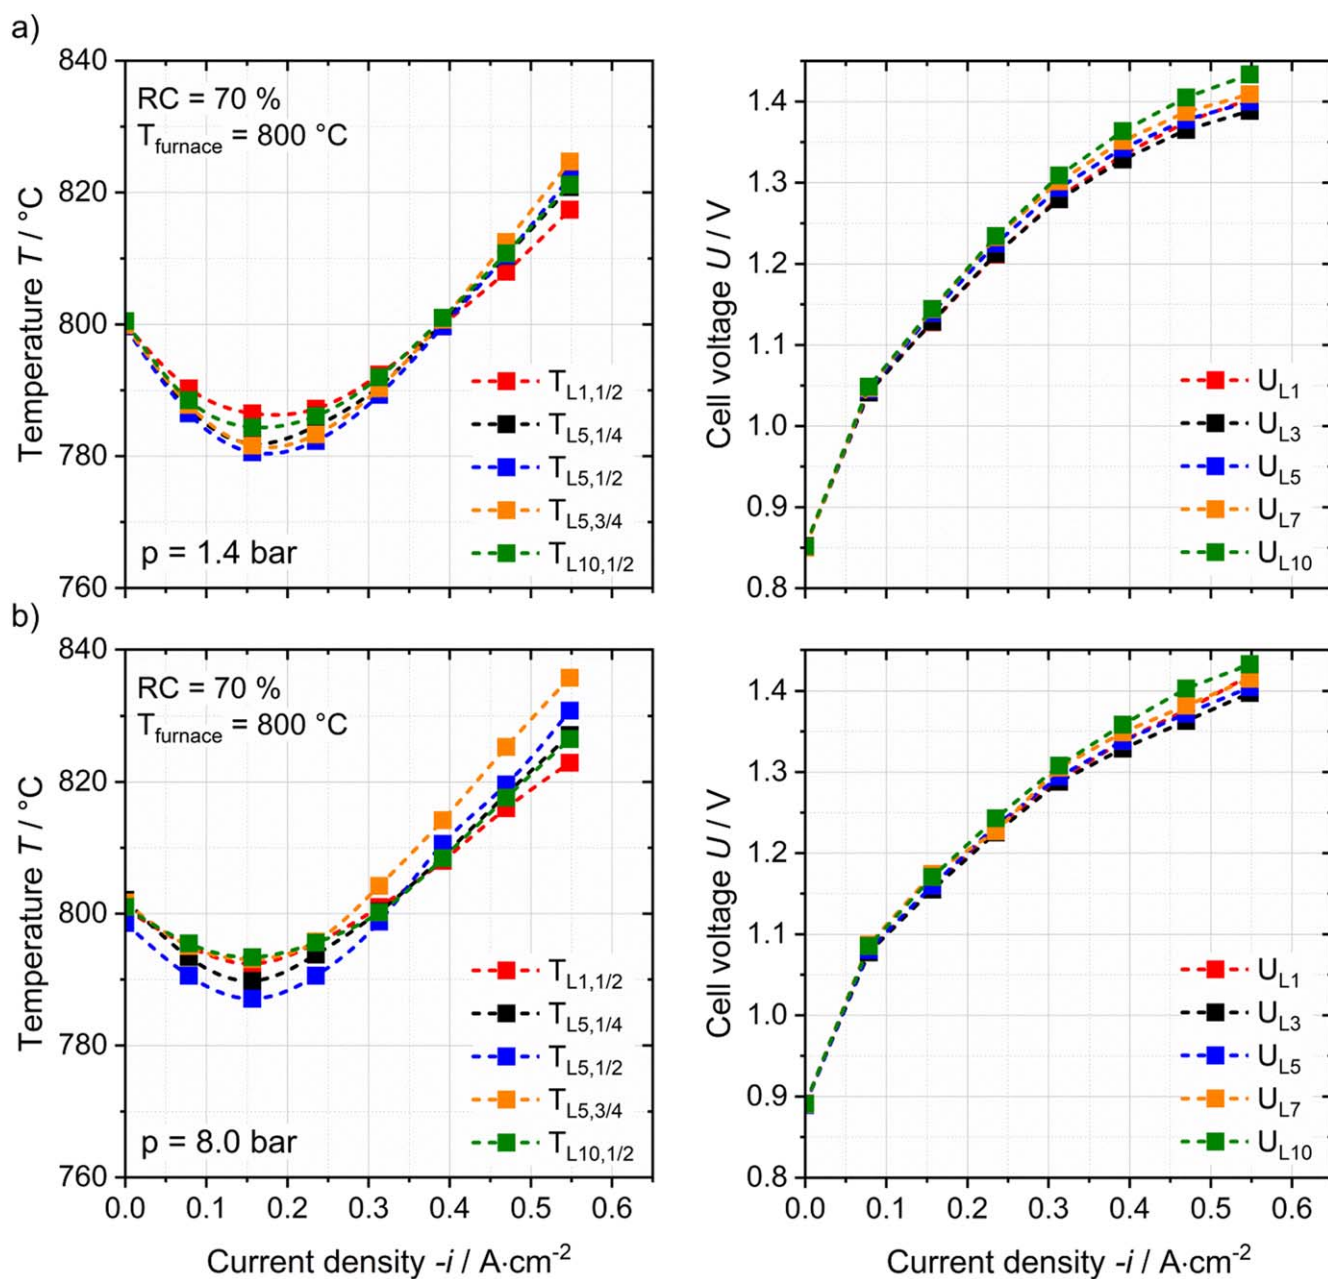 a)
840
820
800
780
760
Temperature T / °C
RC = 70 %
T_furnace = 800 °C
p = 1.4 bar
T_L1,1/2
T_L5,1/4
T_L5,1/2
T_L5,3/4
T_L10,1/2
1.4
1.3
1.2
1.1
1.0
0.9
0.8
Cell voltage U / V
U_L1
U_L3
U_L5
U_L7
U_L10
b)
840
820
800
780
760
Temperature T / °C
RC = 70 %
T_furnace = 800 °C
p = 8.0 bar
T_L1,1/2
T_L5,1/4
T_L5,1/2
T_L5,3/4
T_L10,1/2
0.0 0.1 0.2 0.3 0.4 0.5 0.6
Current density -i / A·cm⁻²
1.4
1.3
1.2
1.1
1.0
0.9
0.8
Cell voltage U / V
U_L1
U_L3
U_L5
U_L7
U_L10
0.0 0.1 0.2 0.3 0.4 0.5 0.6
Current density -i / A·cm⁻²